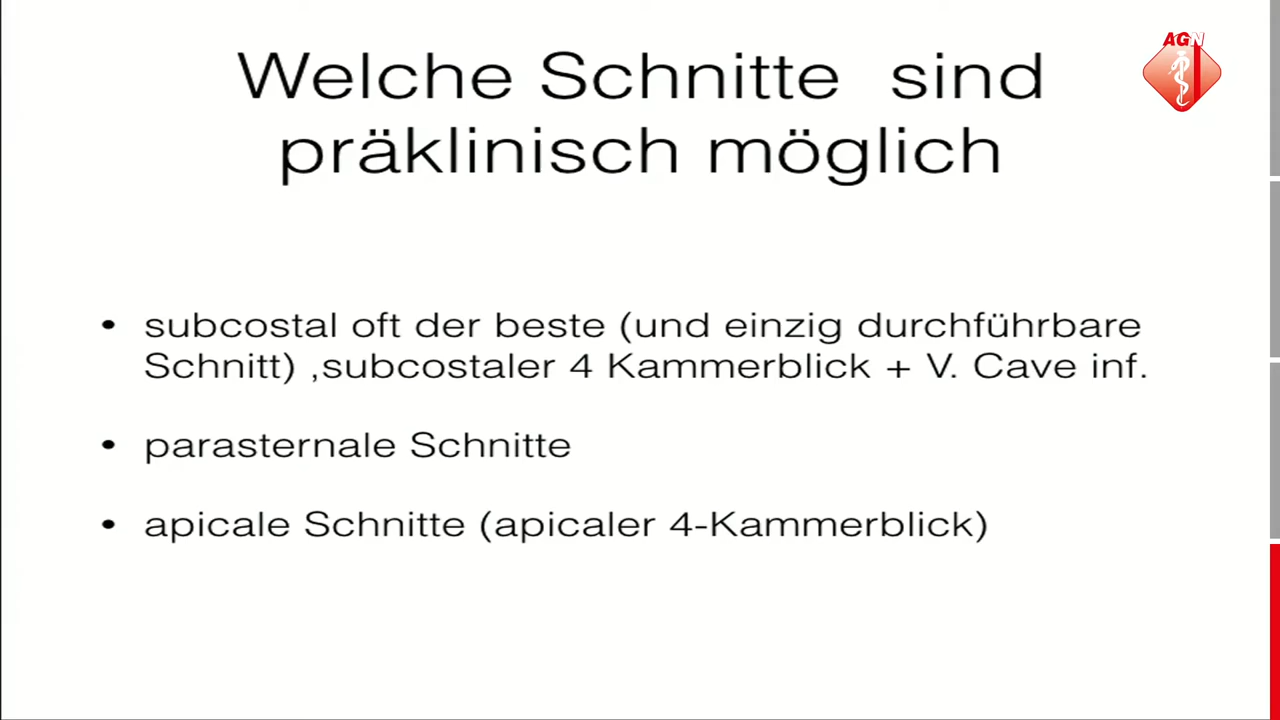 AGN
Welche Schnitte sind
präklinisch möglich
• subcostal oft der beste (und einzig durchführbare
Schnitt) ,subcostaler 4 Kammerblick + V. Cave inf.
• parasternale Schnitte
• apicale Schnitte (apicaler 4-Kammerblick)